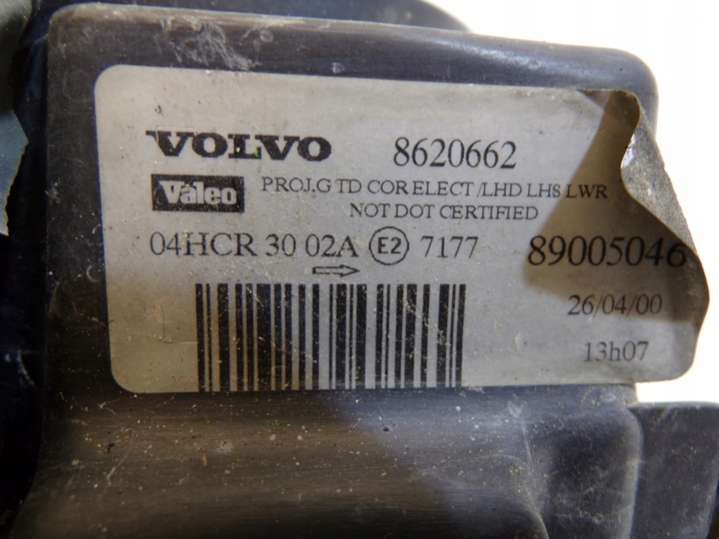 VOLVO 8620662
Valeo PROJ.G TD COR ELECT /LHD LHS LWR
NOT DOT CERTIFIED
04HCR 30 02A E2 7177 89005046
26/04/00
13h07